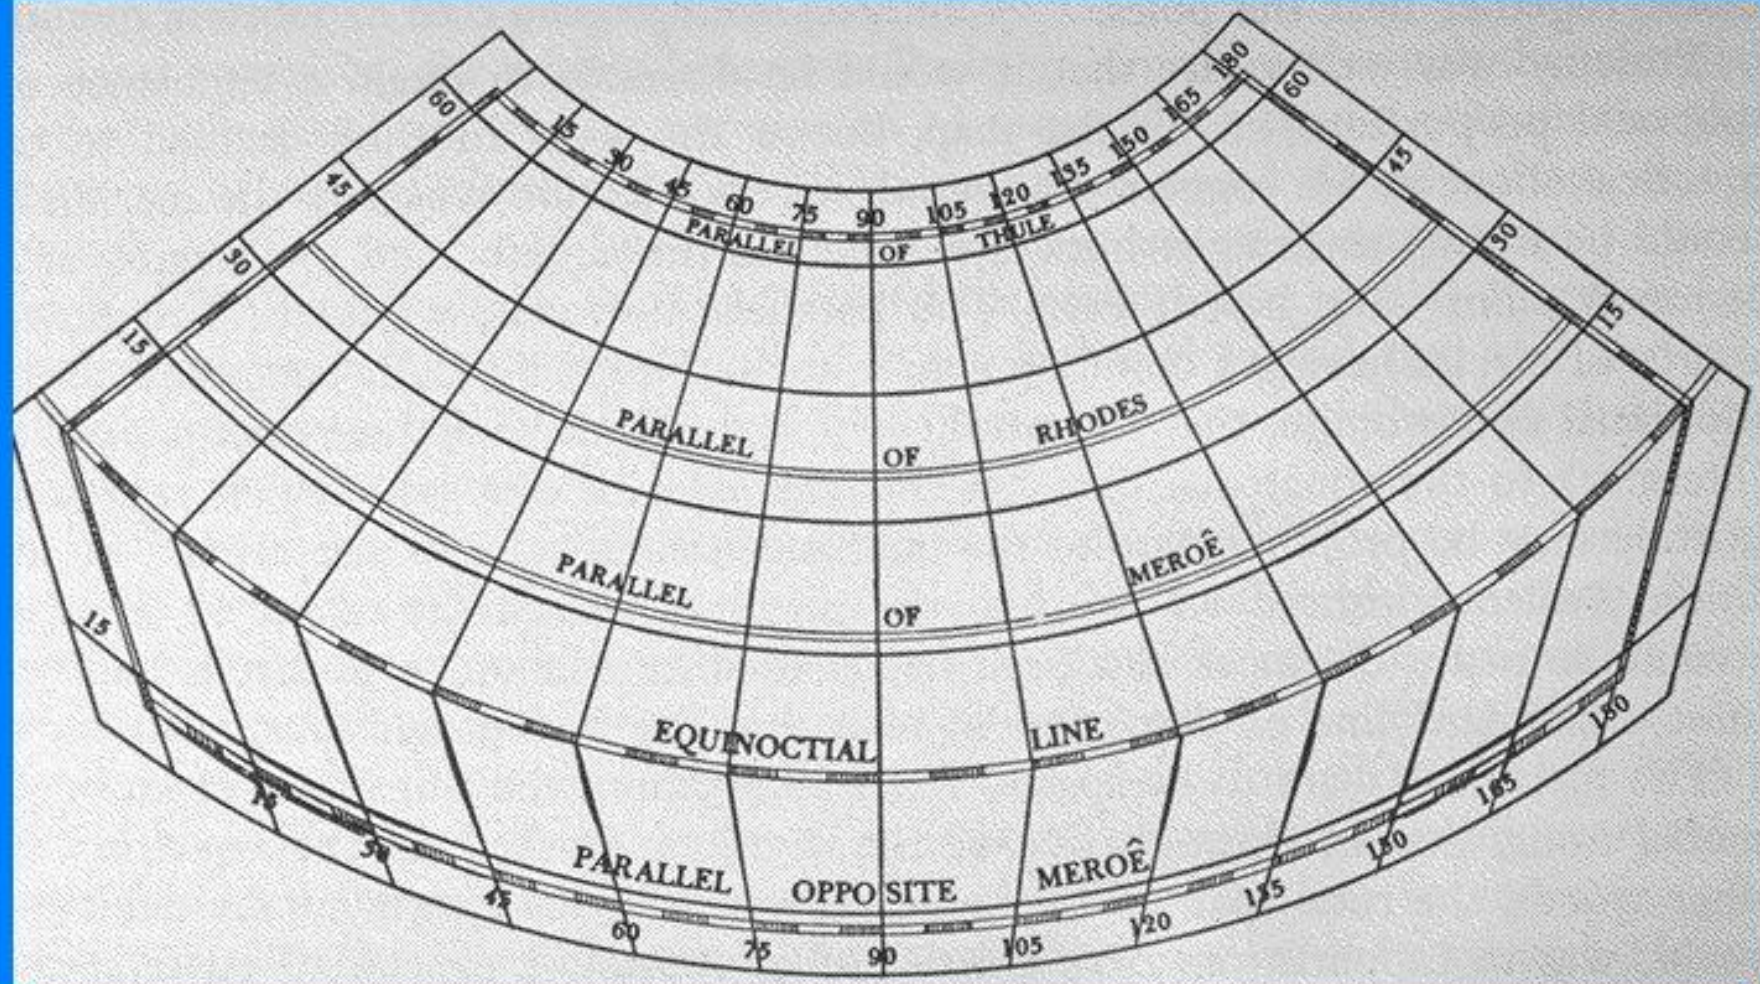 180
60 165 60
15 150
30 135
45 120
60 75 90 105
PARALLEL OF THULE
45 45
30 30
PARALLEL OF RHODES
15 15
PARALLEL OF MEROÊ
EQUINOCTIAL LINE
15
PARALLEL OPPOSITE MEROÊ
15 30 45 60 75 90 105 120 135 150 165 180